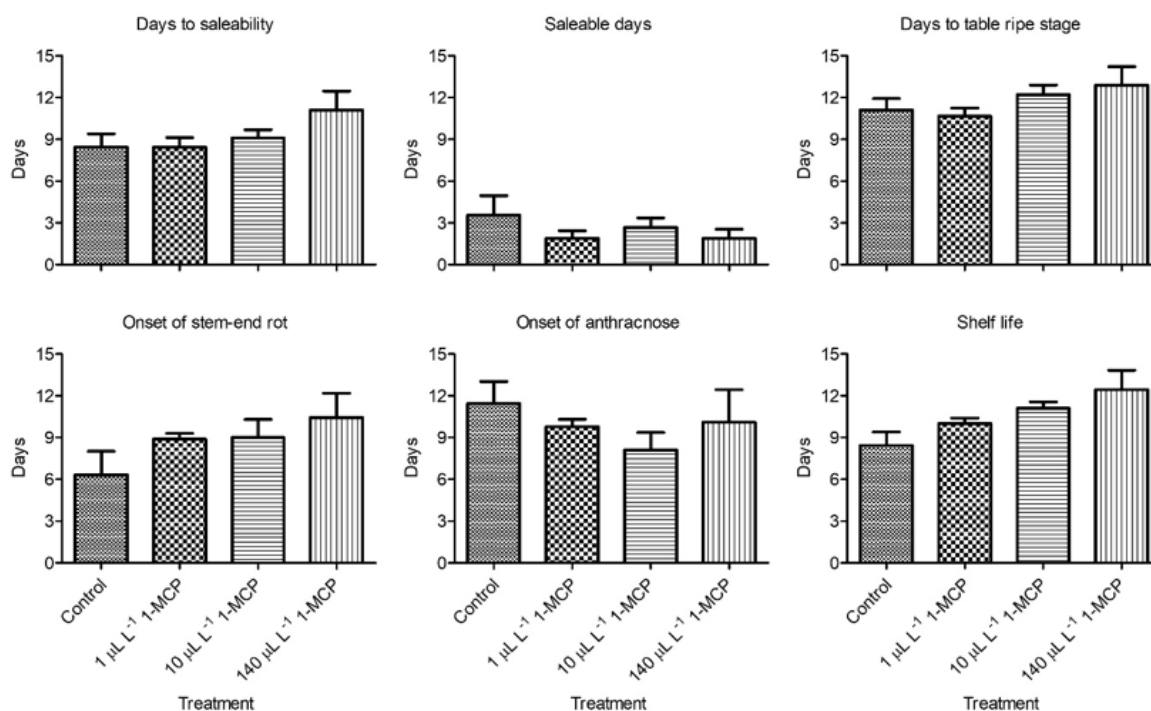 Days to saleability
Saleable days
Days to table ripe stage
15
12
9
6
3
0
Days
15
12
9
6
3
0
Days
15
12
9
6
3
0
Days
Onset of stem-end rot
Onset of anthracnose
Shelf life
15
12
9
6
3
0
Days
15
12
9
6
3
0
Days
15
12
9
6
3
0
Days
Control
1 μL L⁻¹ 1-MCP
10 μL L⁻¹ 1-MCP
140 μL L⁻¹ 1-MCP
Control
1 μL L⁻¹ 1-MCP
10 μL L⁻¹ 1-MCP
140 μL L⁻¹ 1-MCP
Control
1 μL L⁻¹ 1-MCP
10 μL L⁻¹ 1-MCP
140 μL L⁻¹ 1-MCP
Treatment
Treatment
Treatment